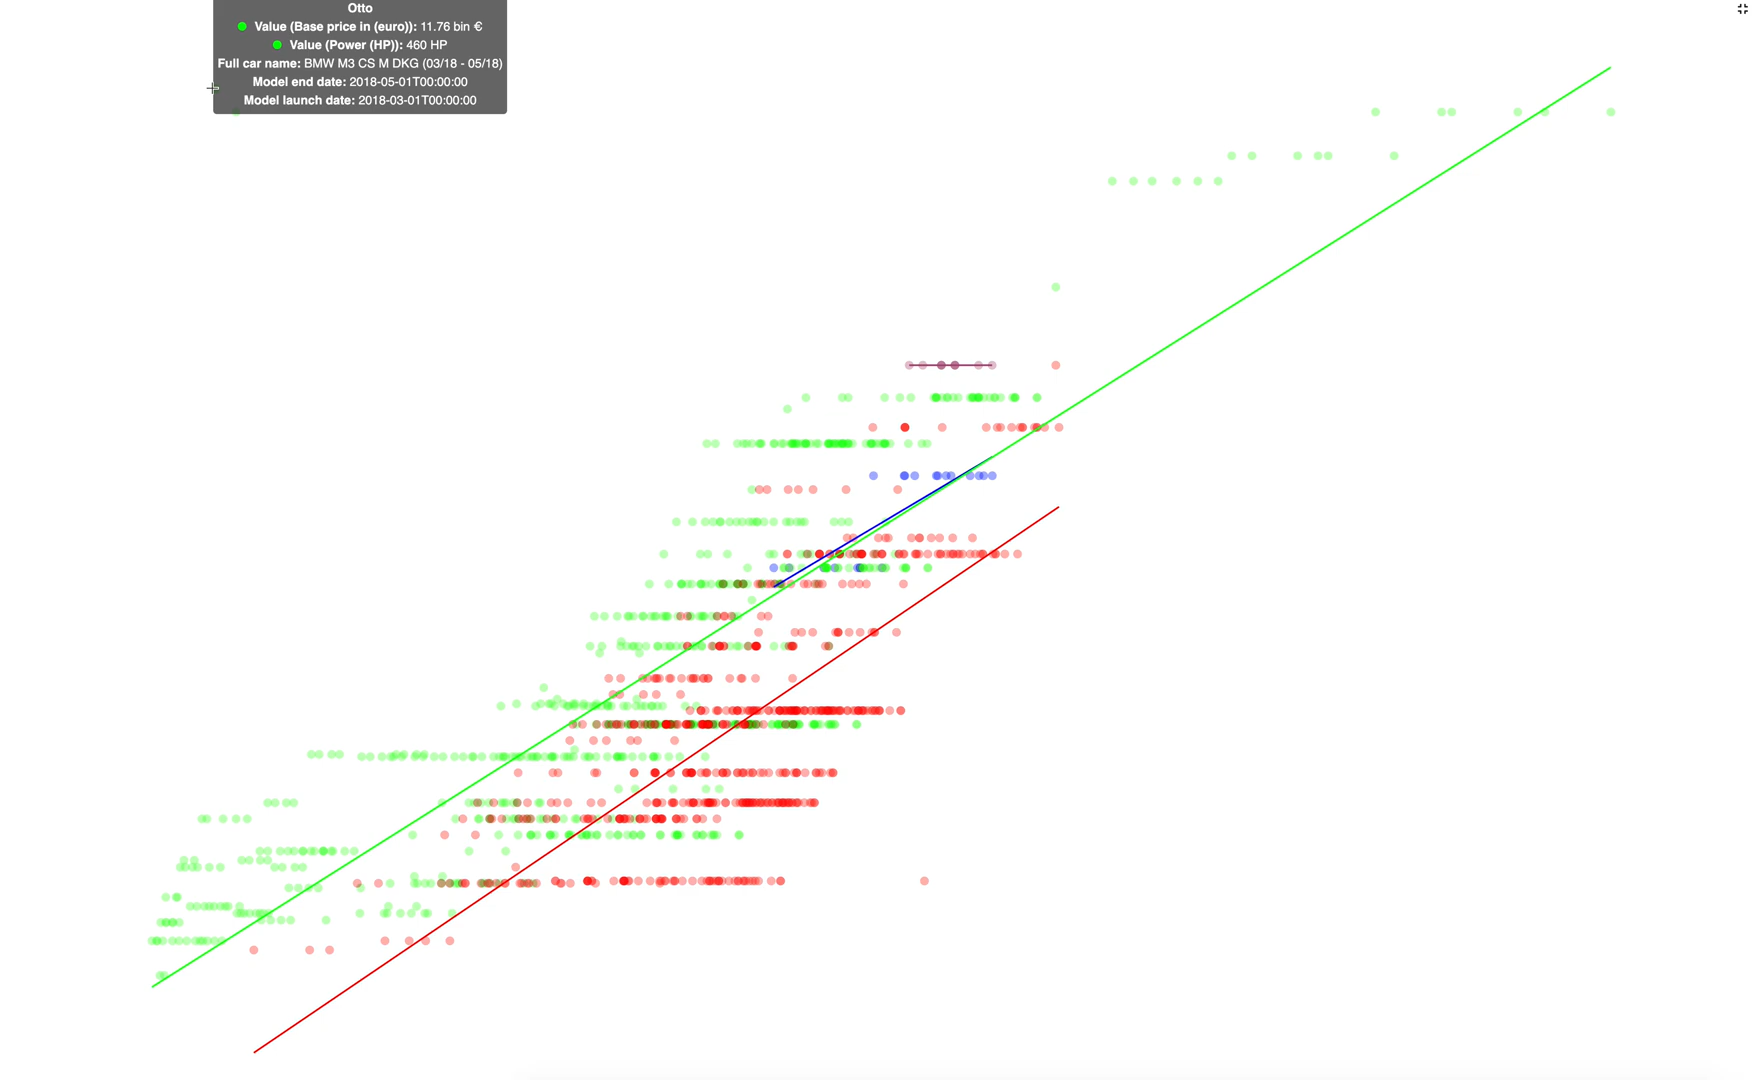 Otto
Value (Base price in (euro)): 11.76 bin €
Value (Power (HP)): 460 HP
Full car name: BMW M3 CS M DKG (03/18 - 05/18)
Model end date: 2018-05-01T00:00:00
Model launch date: 2018-03-01T00:00:00